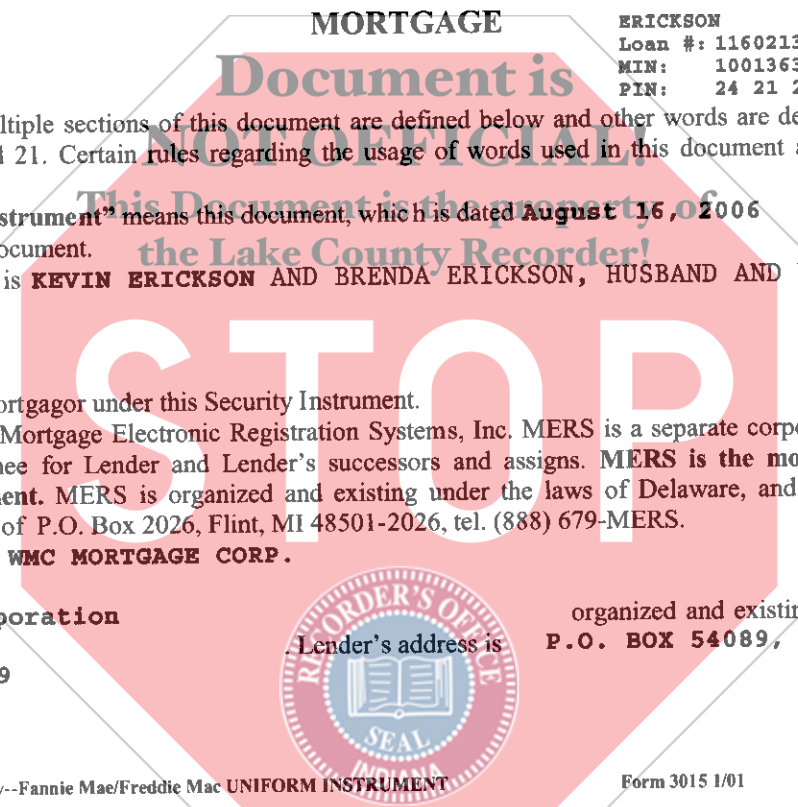 MORTGAGE
ERICKSON
Loan #: 1160213
MIN: 1001363
PIN: 24 21 2
Document is
ltiple sections of this document are defined below and other words are de
NOT OFFICIAL!
l 21. Certain rules regarding the usage of words used in this document a
This Document is the property of
strument” means this document, which is dated August 16, 2006
ocument.
the Lake County Recorder!
is KEVIN ERICKSON AND BRENDA ERICKSON, HUSBAND AND
STOP
ortgagor under this Security Instrument.
Mortgage Electronic Registration Systems, Inc. MERS is a separate corpo
nee for Lender and Lender’s successors and assigns. MERS is the mo
ent. MERS is organized and existing under the laws of Delaware, and
of P.O. Box 2026, Flint, MI 48501-2026, tel. (888) 679-MERS.
WMC MORTGAGE CORP.
poration
organized and existin
. Lender’s address is P.O. BOX 54089,
9
RECORDER'S OFFICE
SEAL
INDIANA
y--Fannie Mae/Freddie Mac UNIFORM INSTRUMENT
Form 3015 1/01